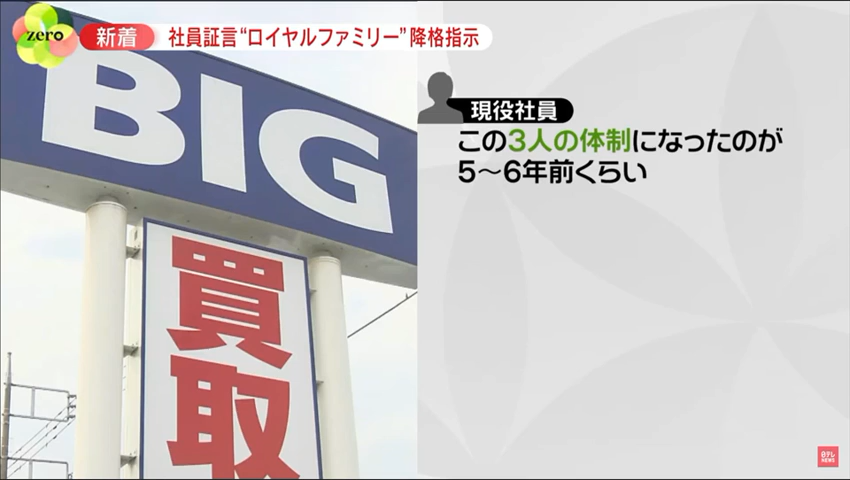 zero
新着
社員証言“ロイヤルファミリー”降格指示
BIG
買取
現役社員
この3人の体制になったのが
5～6年前くらい
日テレ
NEWS